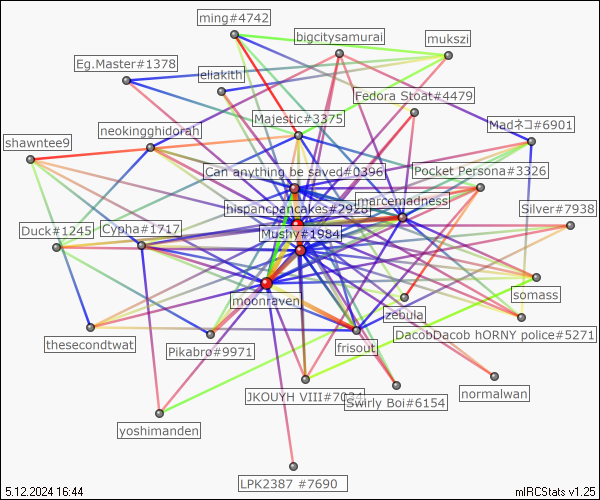 ming#4742
bigcitysamurai
mukszi
Eg.Master#1378
eliakith
Fedora Stoat#4479
Majestic#3375
Madネコ#6901
neokingghidorah
shawntee9
Can anything be saved#0396
Pocket Persona#3326
marcemadness
hispancpancakes#2928
Silver#7938
Duck#1245
Cypha#1717
Mushy#1984
moonraven
somass
zebula
DacobDacob hORNY police#5271
thesecondtwat
Pikabro#9971
frisout
JKOUYH VIII#7024
Swirly Boi#6154
normalwan
yoshimanden
LPK2387 #7690
5.12.2024 16:44
mIRCStats v1.25